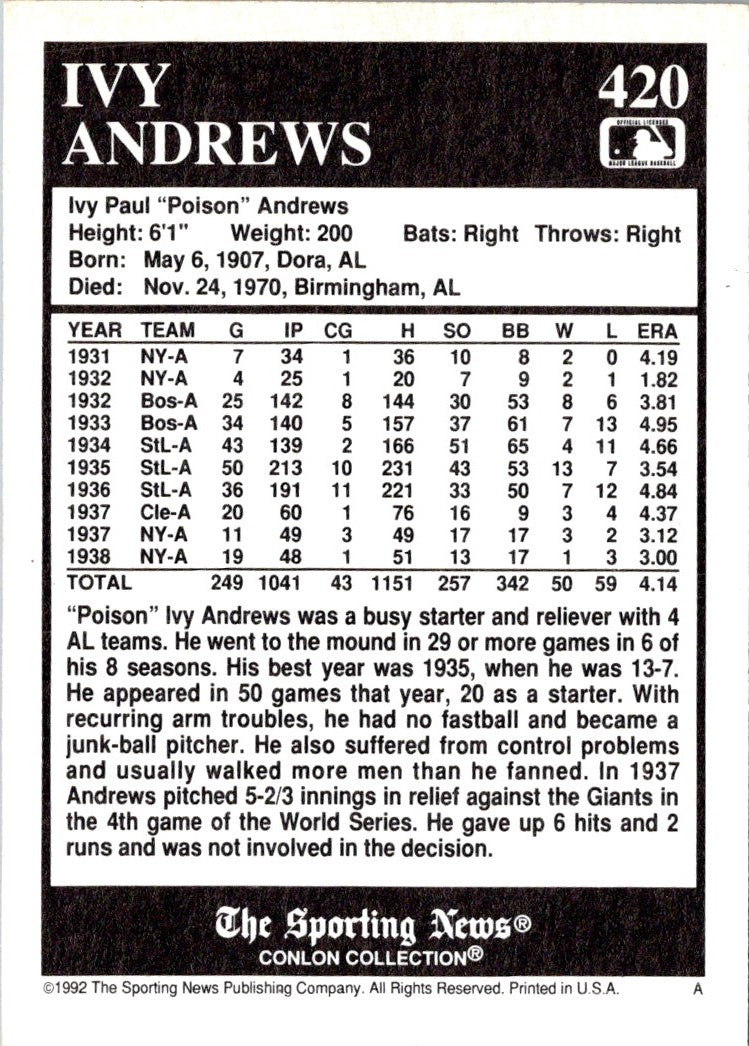 IVY
ANDREWS
420
OFFICIAL LICENSEE
MAJOR LEAGUE BASEBALL
Ivy Paul "Poison" Andrews
Height: 6'1" Weight: 200 Bats: Right Throws: Right
Born: May 6, 1907, Dora, AL
Died: Nov. 24, 1970, Birmingham, AL
YEAR TEAM G IP CG H SO BB W L ERA
1931 NY-A 7 34 1 36 10 8 2 0 4.19
1932 NY-A 4 25 1 20 7 9 2 1 1.82
1932 Bos-A 25 142 8 144 30 53 8 6 3.81
1933 Bos-A 34 140 5 157 37 61 7 13 4.95
1934 StL-A 43 139 2 166 51 65 4 11 4.66
1935 StL-A 50 213 10 231 43 53 13 7 3.54
1936 StL-A 36 191 11 221 33 50 7 12 4.84
1937 Cle-A 20 60 1 76 16 9 3 4 4.37
1937 NY-A 11 49 3 49 17 17 3 2 3.12
1938 NY-A 19 48 1 51 13 17 1 3 3.00
TOTAL 249 1041 43 1151 257 342 50 59 4.14
"Poison" Ivy Andrews was a busy starter and reliever with 4
AL teams. He went to the mound in 29 or more games in 6 of
his 8 seasons. His best year was 1935, when he was 13-7.
He appeared in 50 games that year, 20 as a starter. With
recurring arm troubles, he had no fastball and became a
junk-ball pitcher. He also suffered from control problems
and usually walked more men than he fanned. In 1937
Andrews pitched 5-2/3 innings in relief against the Giants in
the 4th game of the World Series. He gave up 6 hits and 2
runs and was not involved in the decision.
The Sporting News®
CONLON COLLECTION®
©1992 The Sporting News Publishing Company. All Rights Reserved. Printed in U.S.A. A